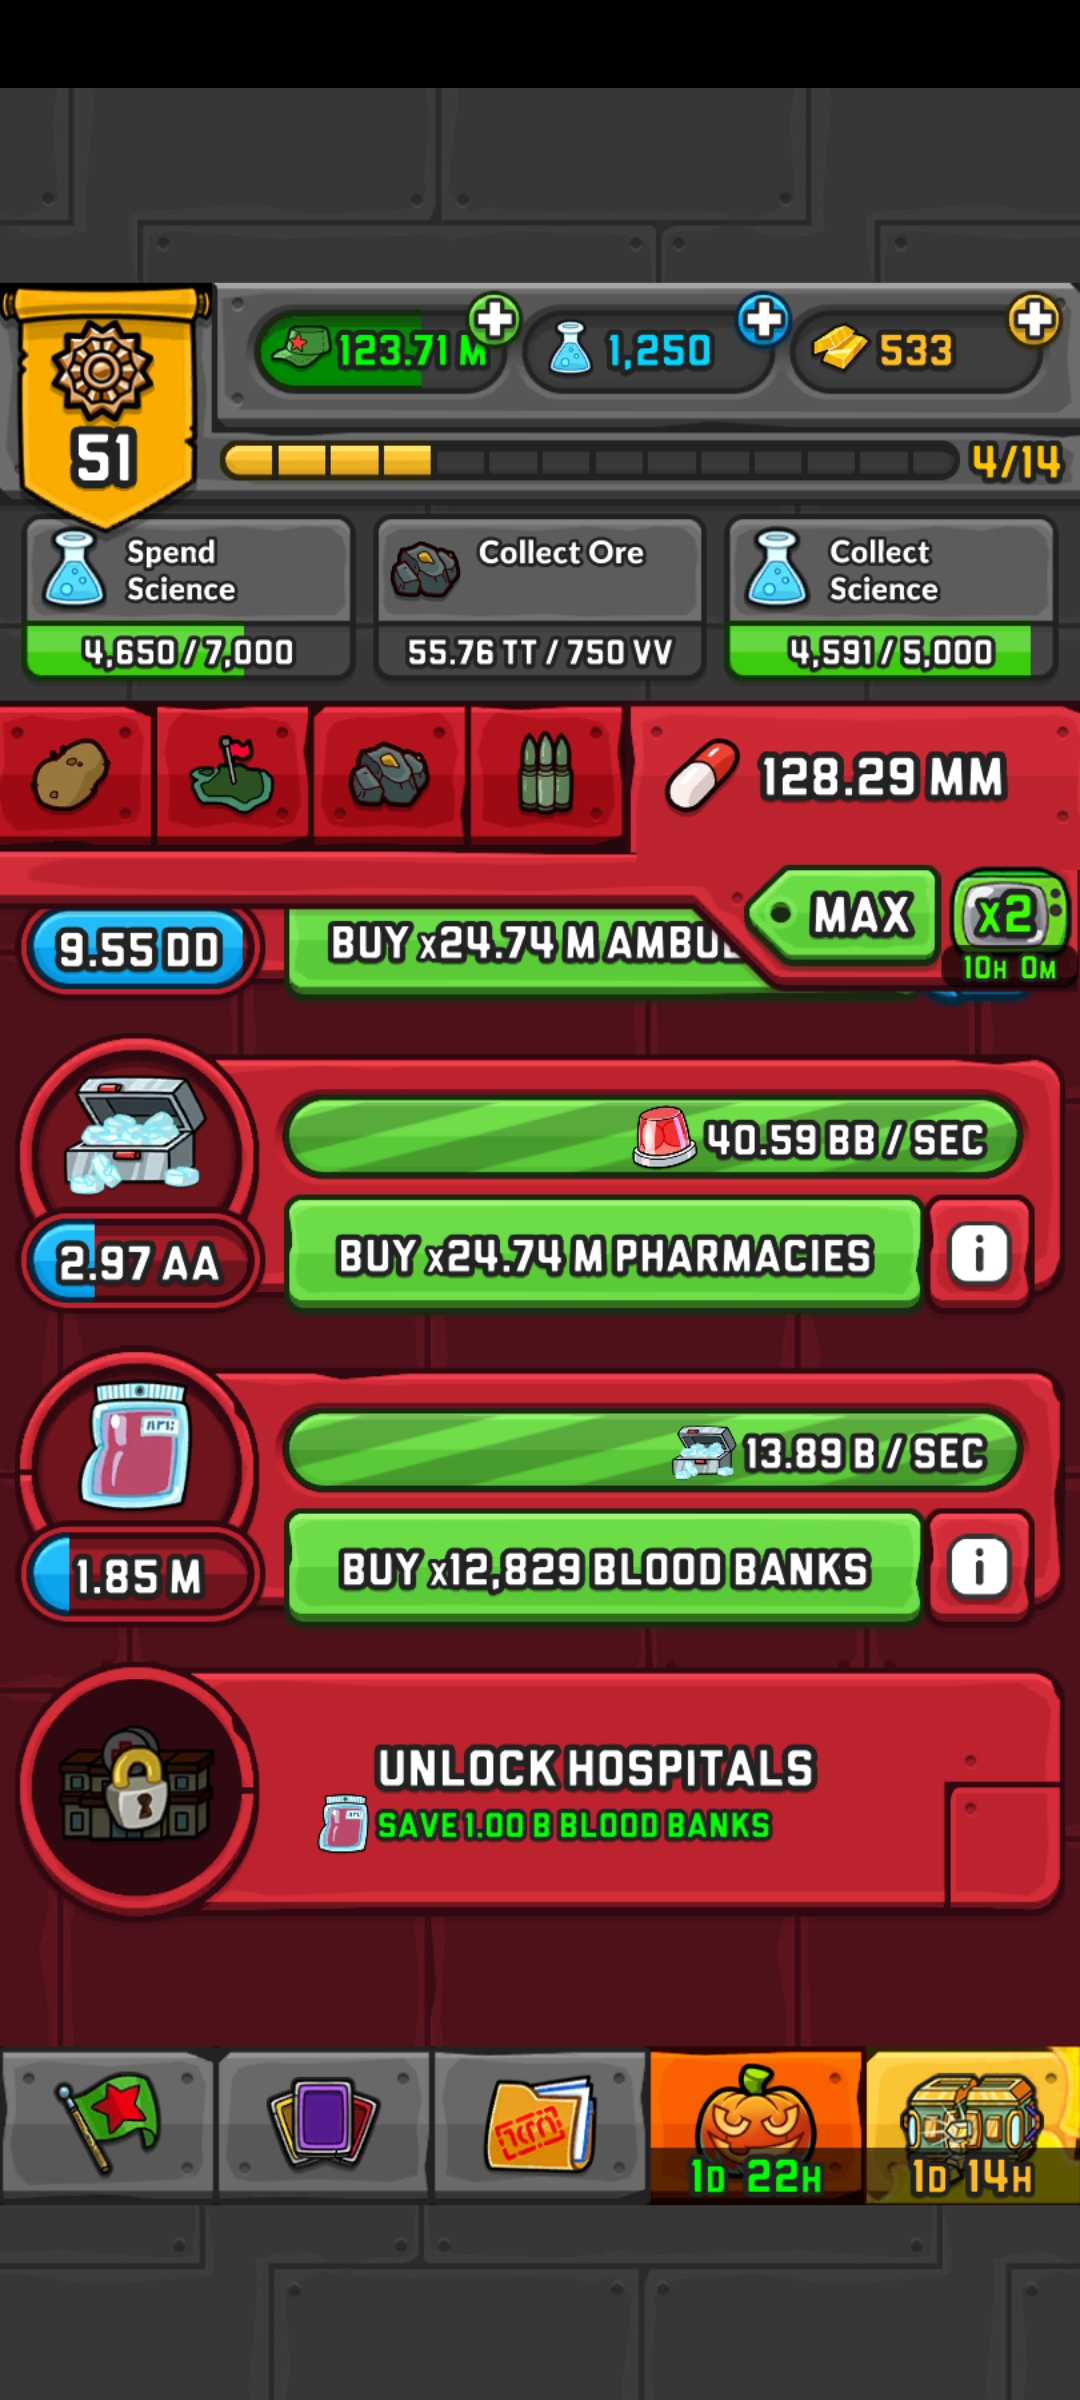 123.71 M
1,250
533
51
4/14
Spend
Science
4,650/7,000
Collect Ore
55.76 TT/750 VV
Collect
Science
4,591/5,000
128.29 MM
MAX
x2
10H 0M
9.55 DD
BUY x24.74 M
40.59 BB/SEC
2.97 AA
BUY x24.74 M PHARMACIES
i
13.89 B/SEC
1.85 M
BUY x12,829 BLOOD BANKS
i
UNLOCK HOSPITALS
SAVE 1.00 B BLOOD BANKS
1D 22H
1D 14H